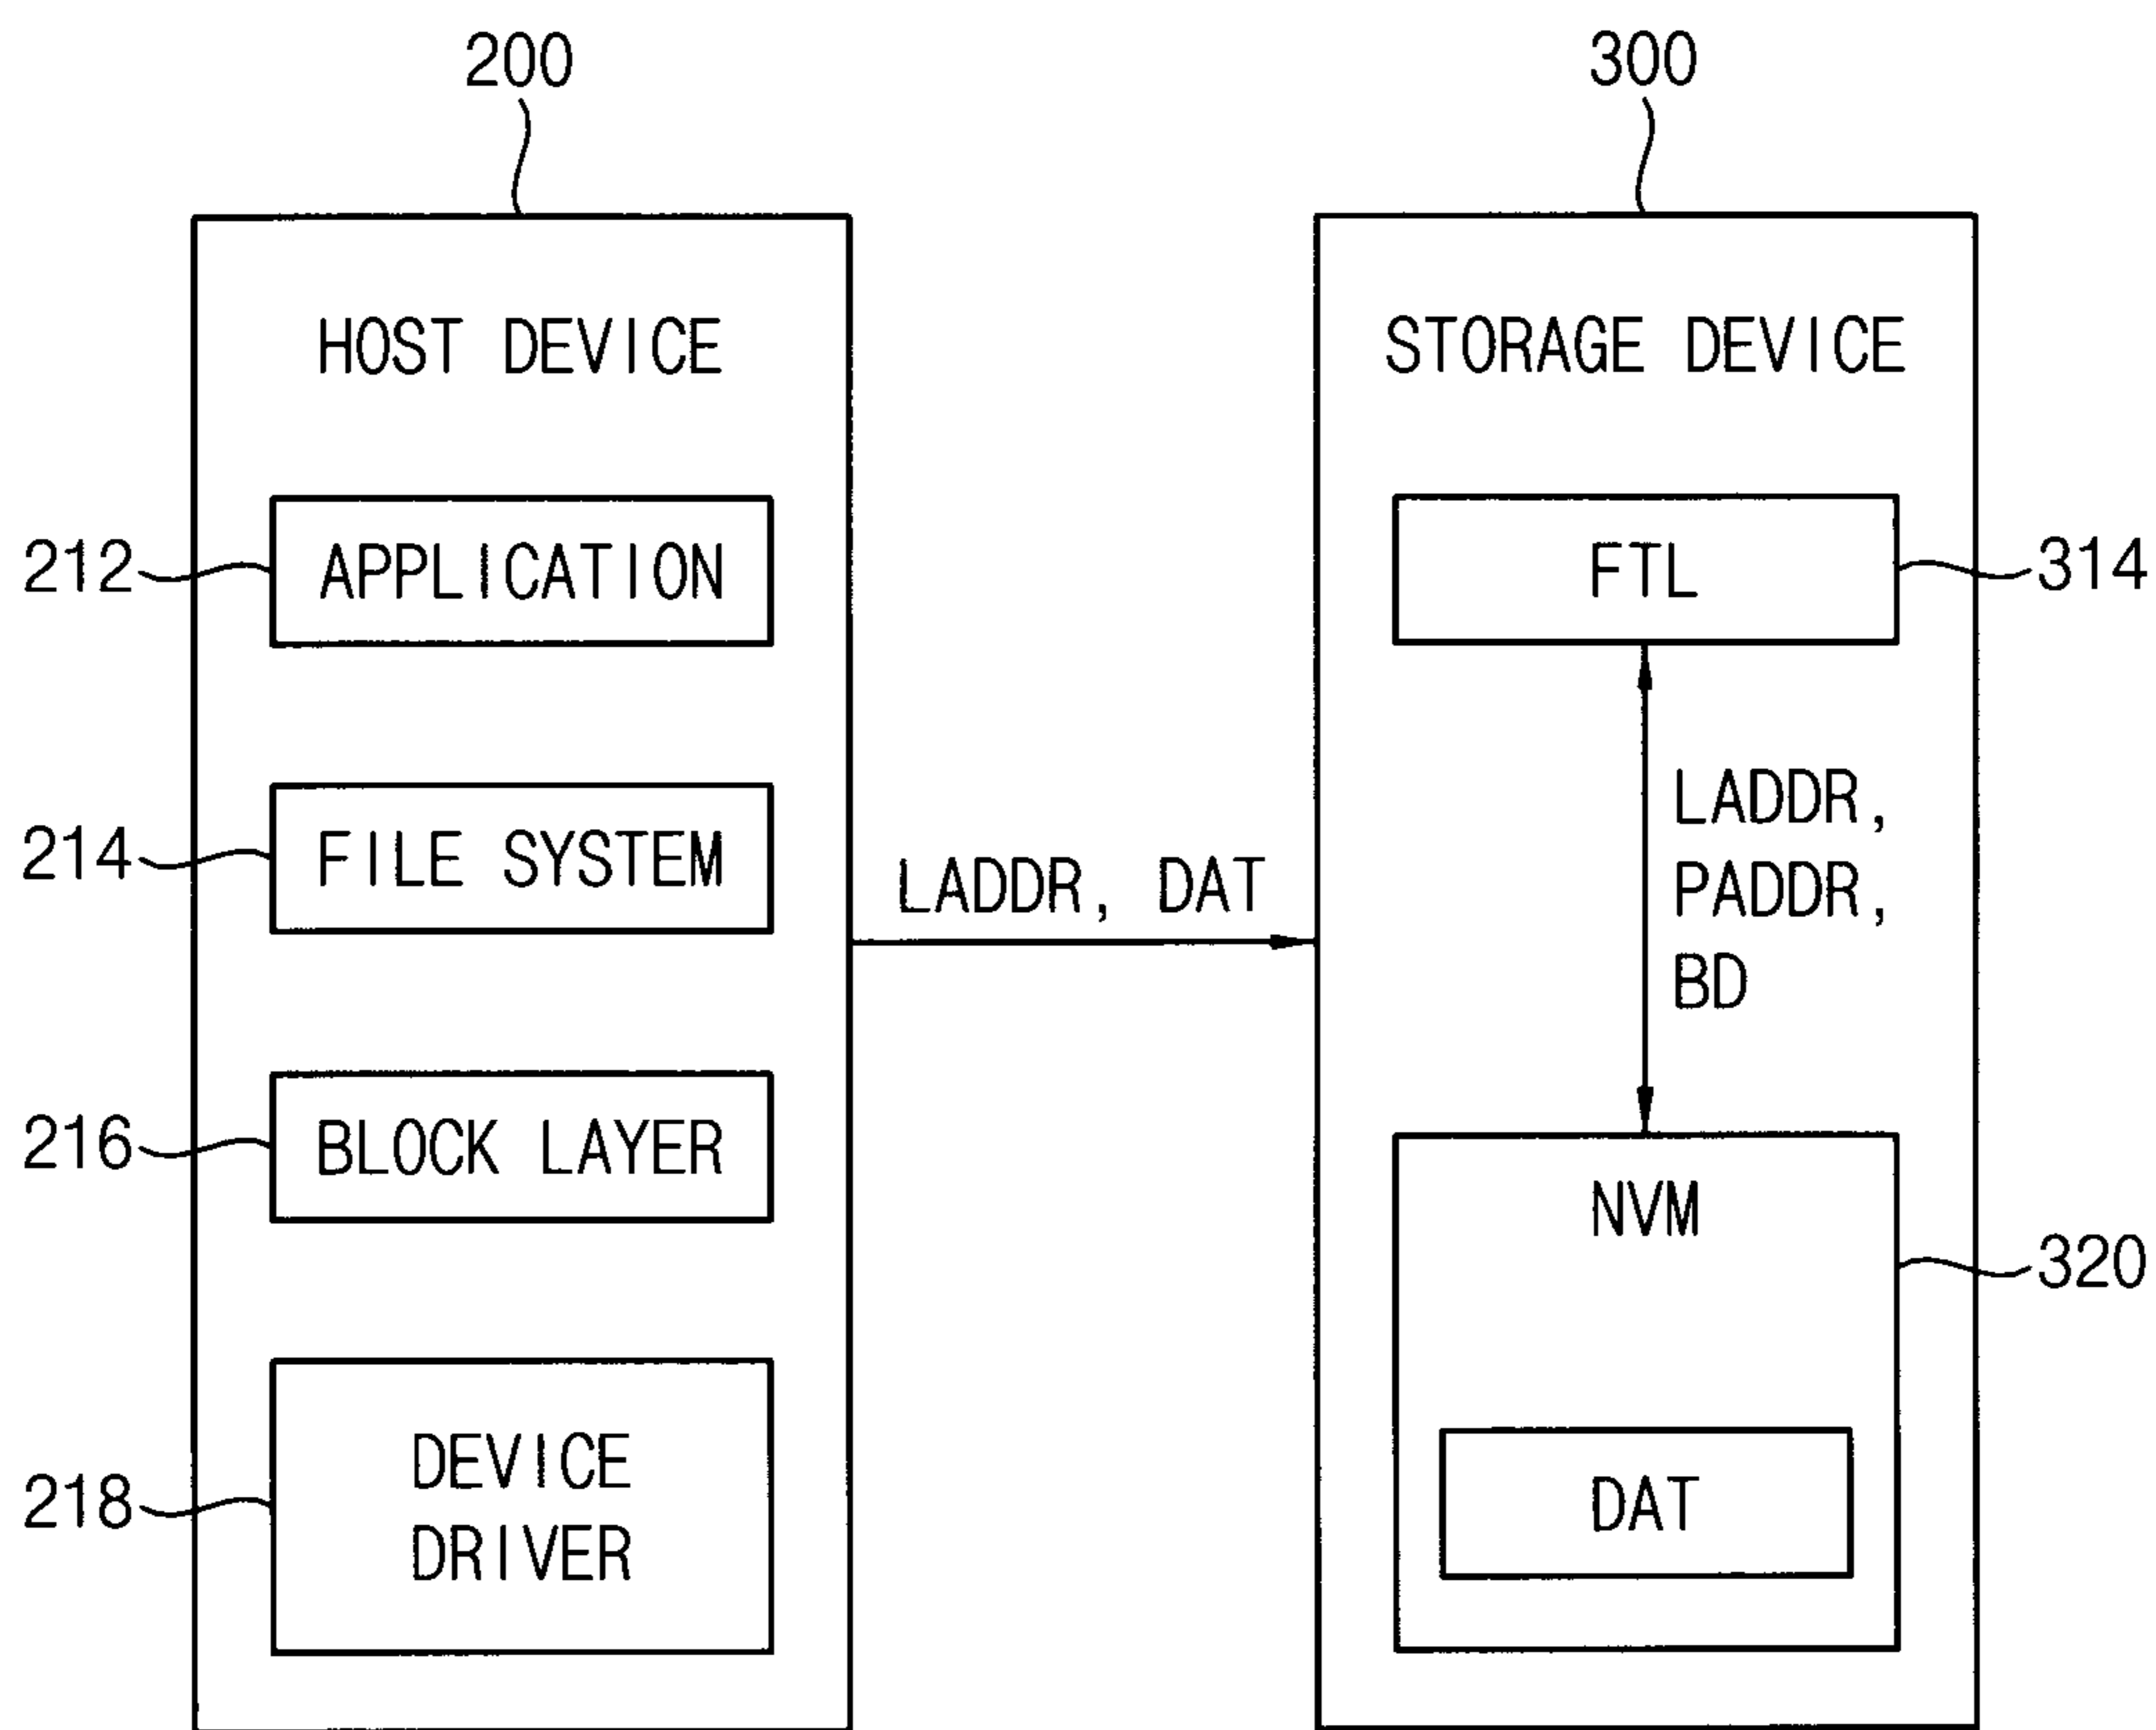 200
300
HOST DEVICE
STORAGE DEVICE
212
APPLICATION
FTL
314
214
FILE SYSTEM
LADDR, DAT
LADDR,
PADDR,
BD
216
BLOCK LAYER
NVM
320
218
DEVICE
DRIVER
DAT